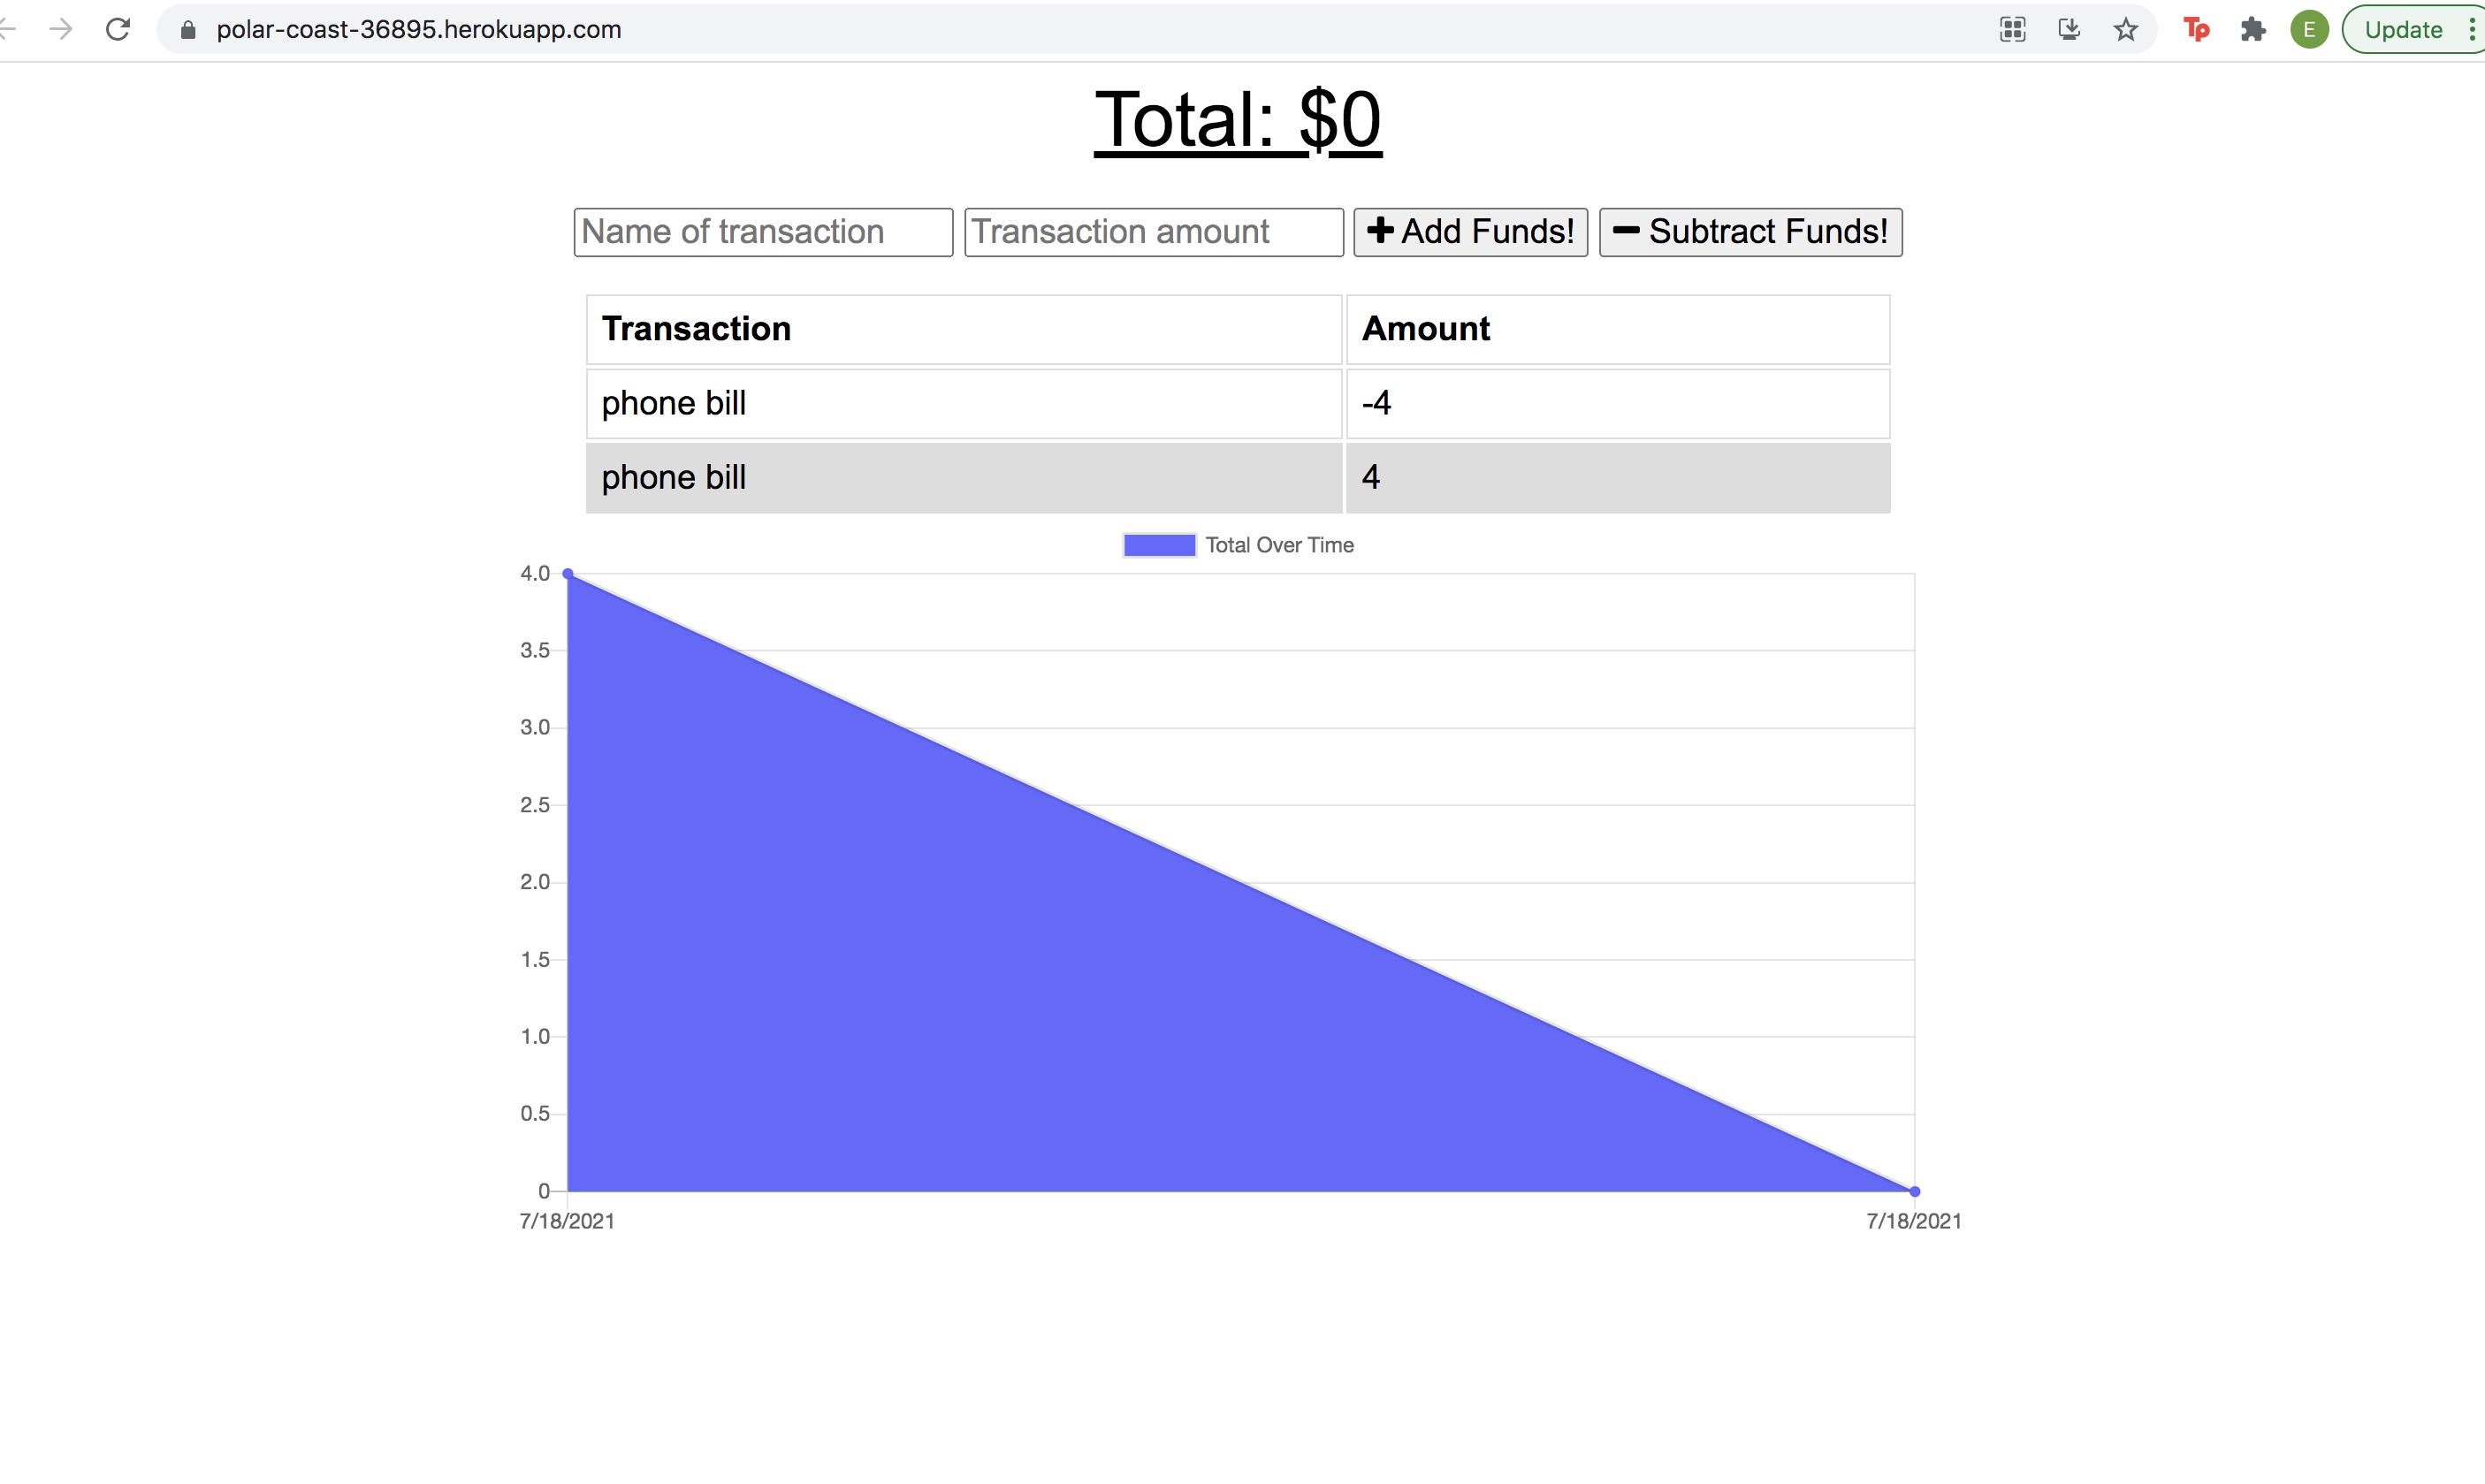 polar-coast-36895.herokuapp.com
Tp
E
Update
Total: $0
Name of transaction Transaction amount Add Funds! Subtract Funds!
Transaction Amount
phone bill -4
phone bill 4
Total Over Time
4.0
3.5
3.0
2.5
2.0
1.5
1.0
0.5
0
7/18/2021 7/18/2021